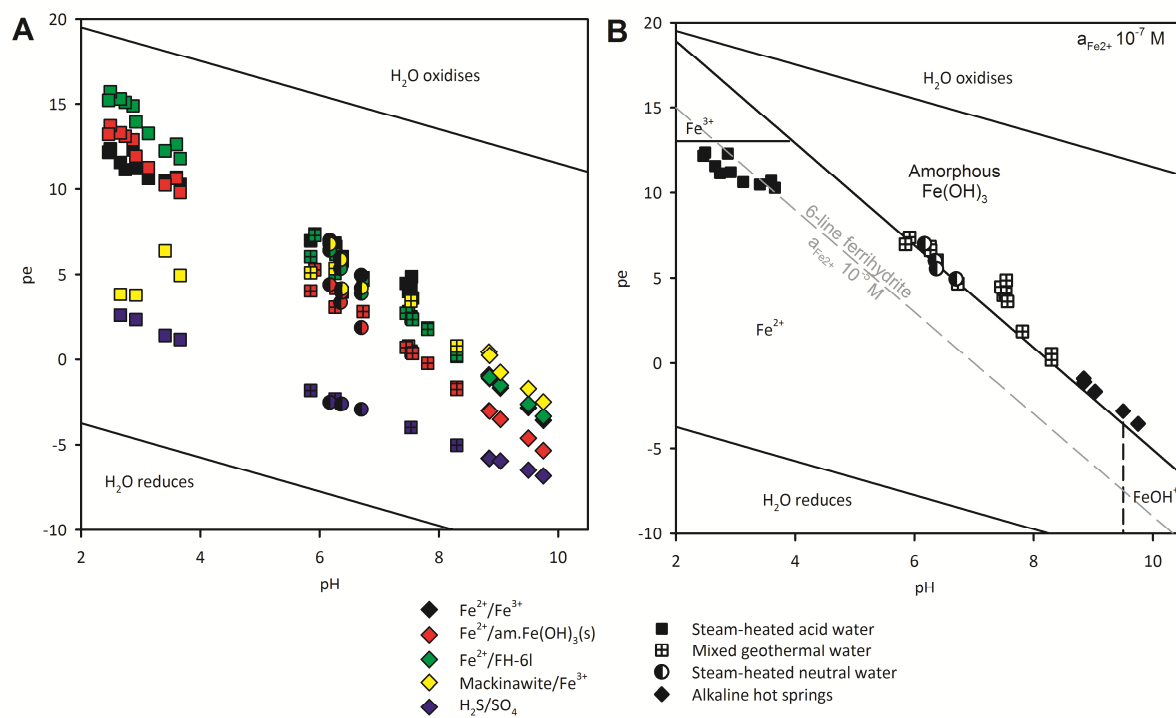 A
20
15
10
5
0
-5
-10
pe
2
4
6
8
10
pH
H₂O oxidises
H₂O reduces
Fe²⁺/Fe³⁺
Fe²⁺/am.Fe(OH)₃(s)
Fe²⁺/FH-6l
Mackinawite/Fe³⁺
H₂S/SO₄
B
20
15
10
5
0
-5
-10
pe
2
4
6
8
10
pH
a_Fe2+ 10⁻⁷ M
H₂O oxidises
Fe³⁺
Amorphous
Fe(OH)₃
6-line ferrihydrite
a_Fe2+ 10⁻⁵ M
Fe²⁺
H₂O reduces
FeOH⁺
Steam-heated acid water
Mixed geothermal water
Steam-heated neutral water
Alkaline hot springs